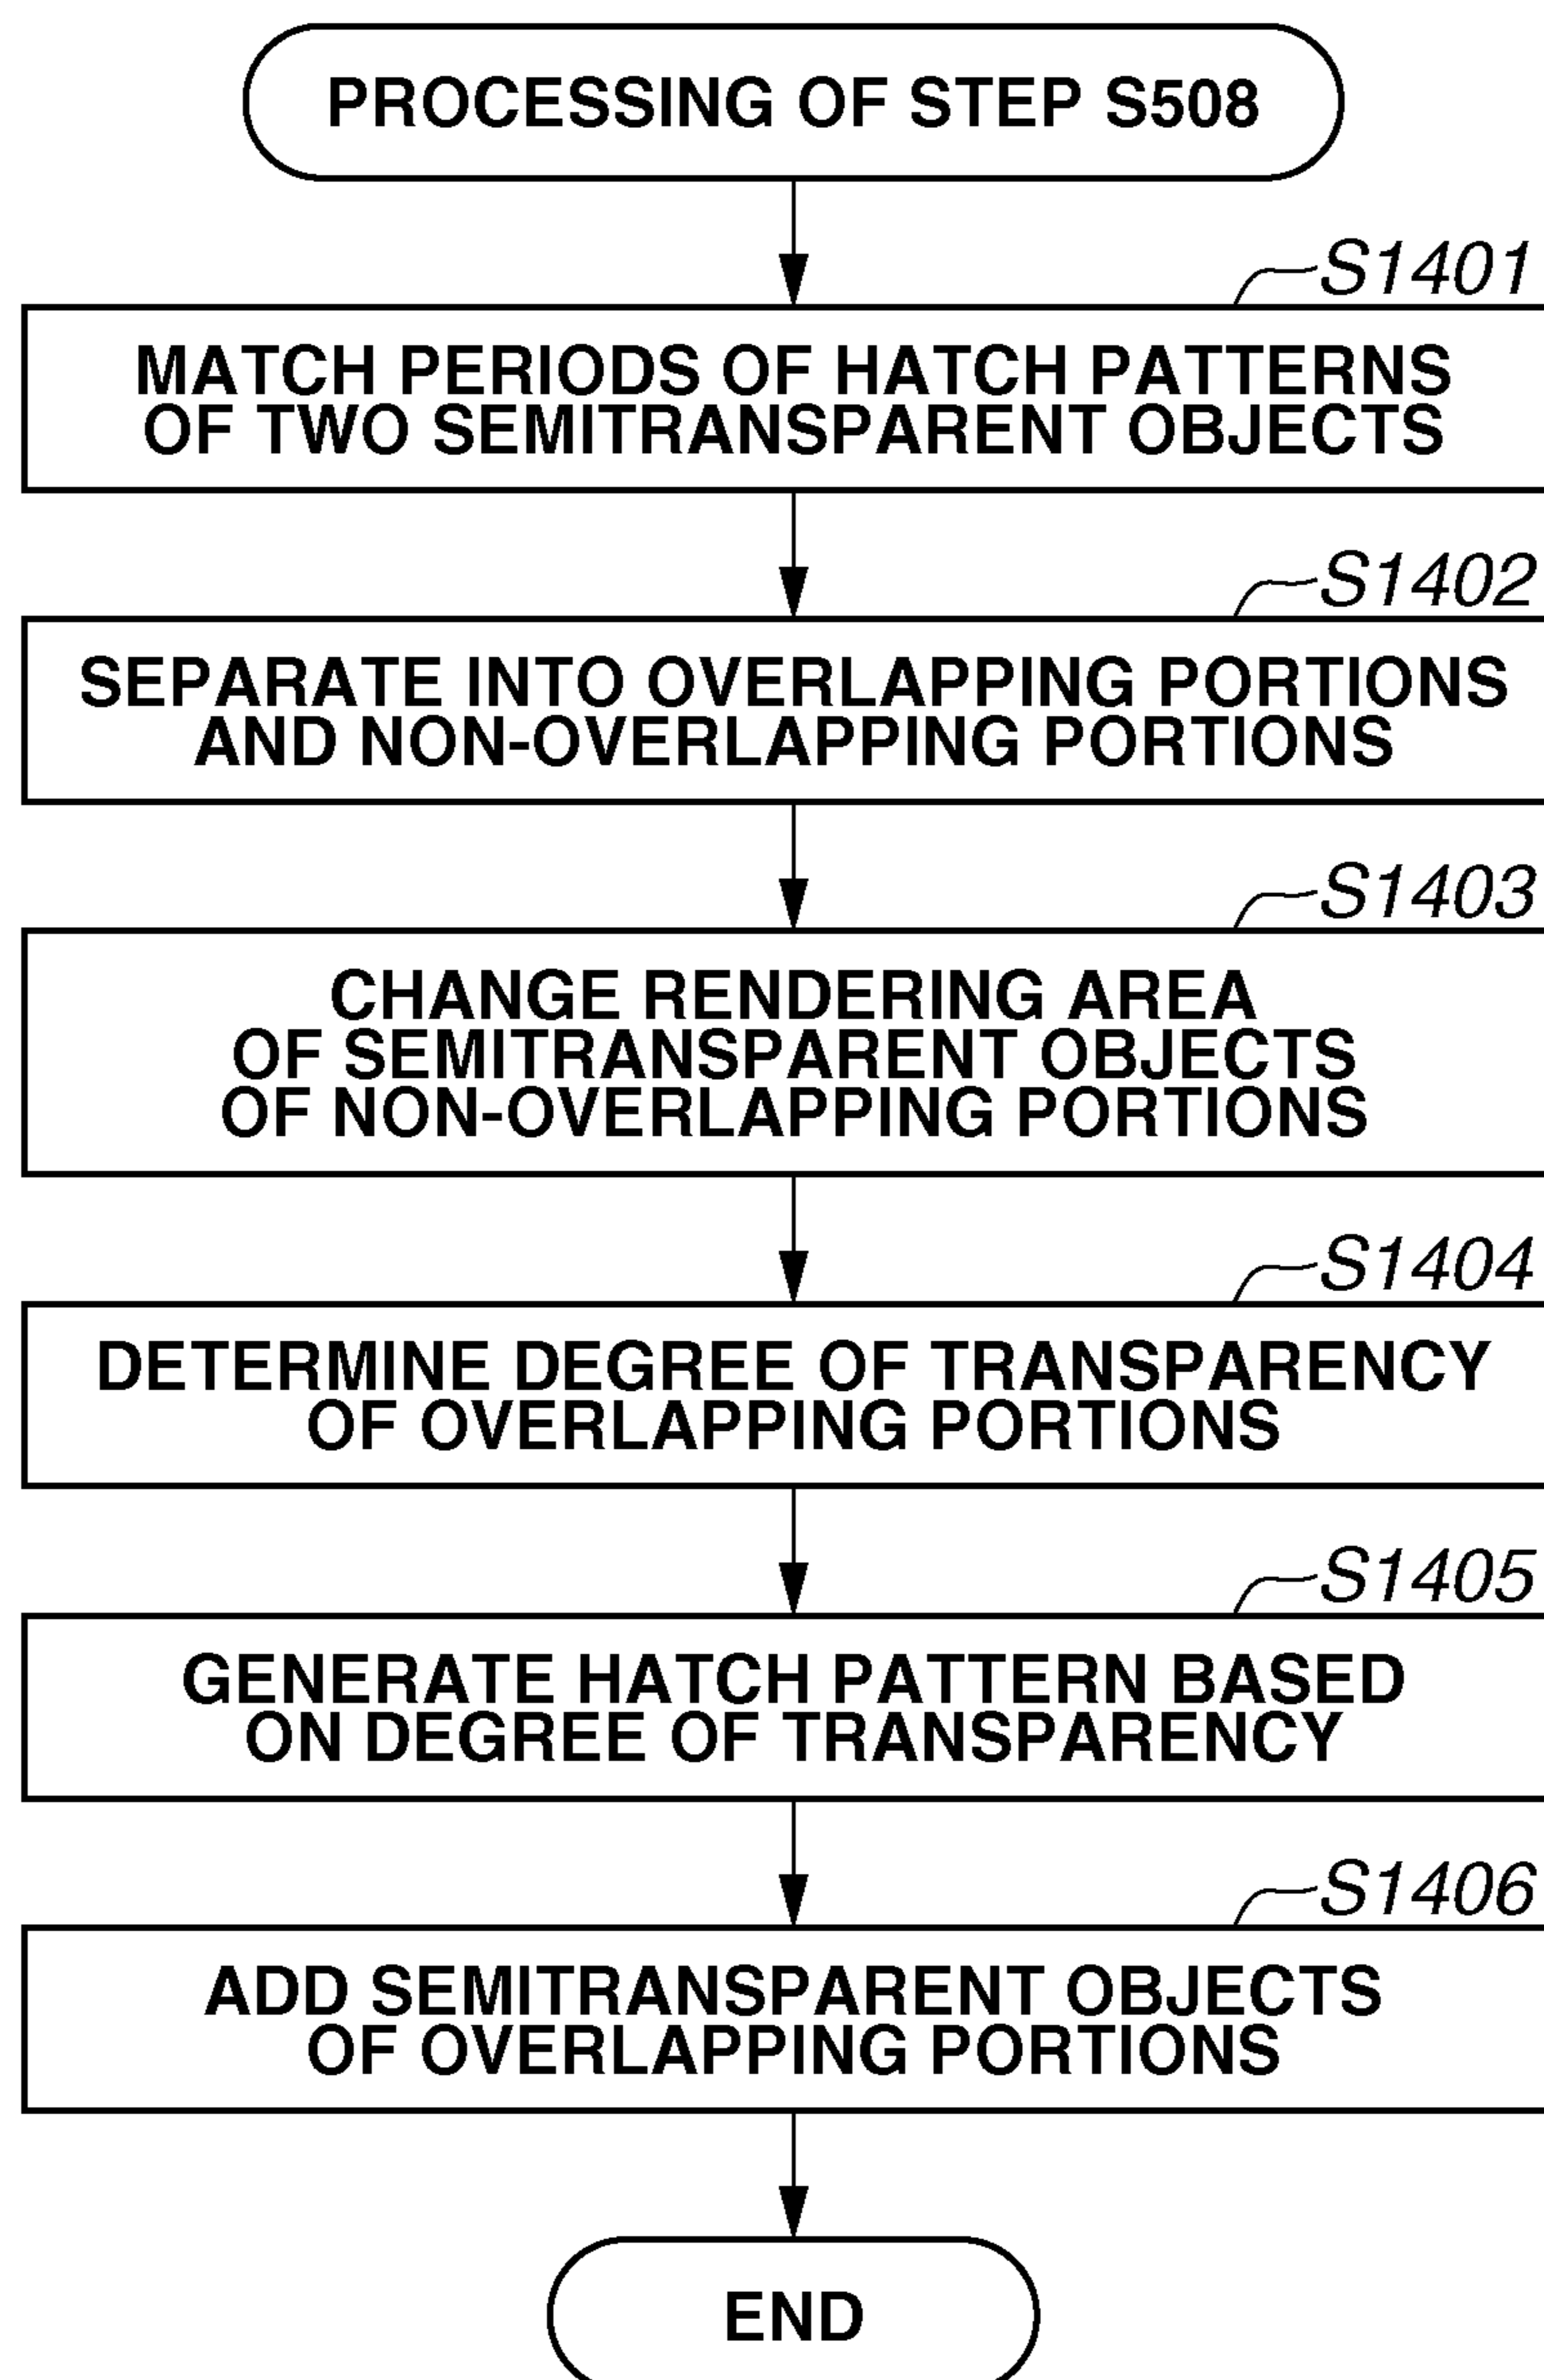 PROCESSING OF STEP S508
S1401
MATCH PERIODS OF HATCH PATTERNS
OF TWO SEMITRANSPARENT OBJECTS
S1402
SEPARATE INTO OVERLAPPING PORTIONS
AND NON-OVERLAPPING PORTIONS
S1403
CHANGE RENDERING AREA
OF SEMITRANSPARENT OBJECTS
OF NON-OVERLAPPING PORTIONS
S1404
DETERMINE DEGREE OF TRANSPARENCY
OF OVERLAPPING PORTIONS
S1405
GENERATE HATCH PATTERN BASED
ON DEGREE OF TRANSPARENCY
S1406
ADD SEMITRANSPARENT OBJECTS
OF OVERLAPPING PORTIONS
END